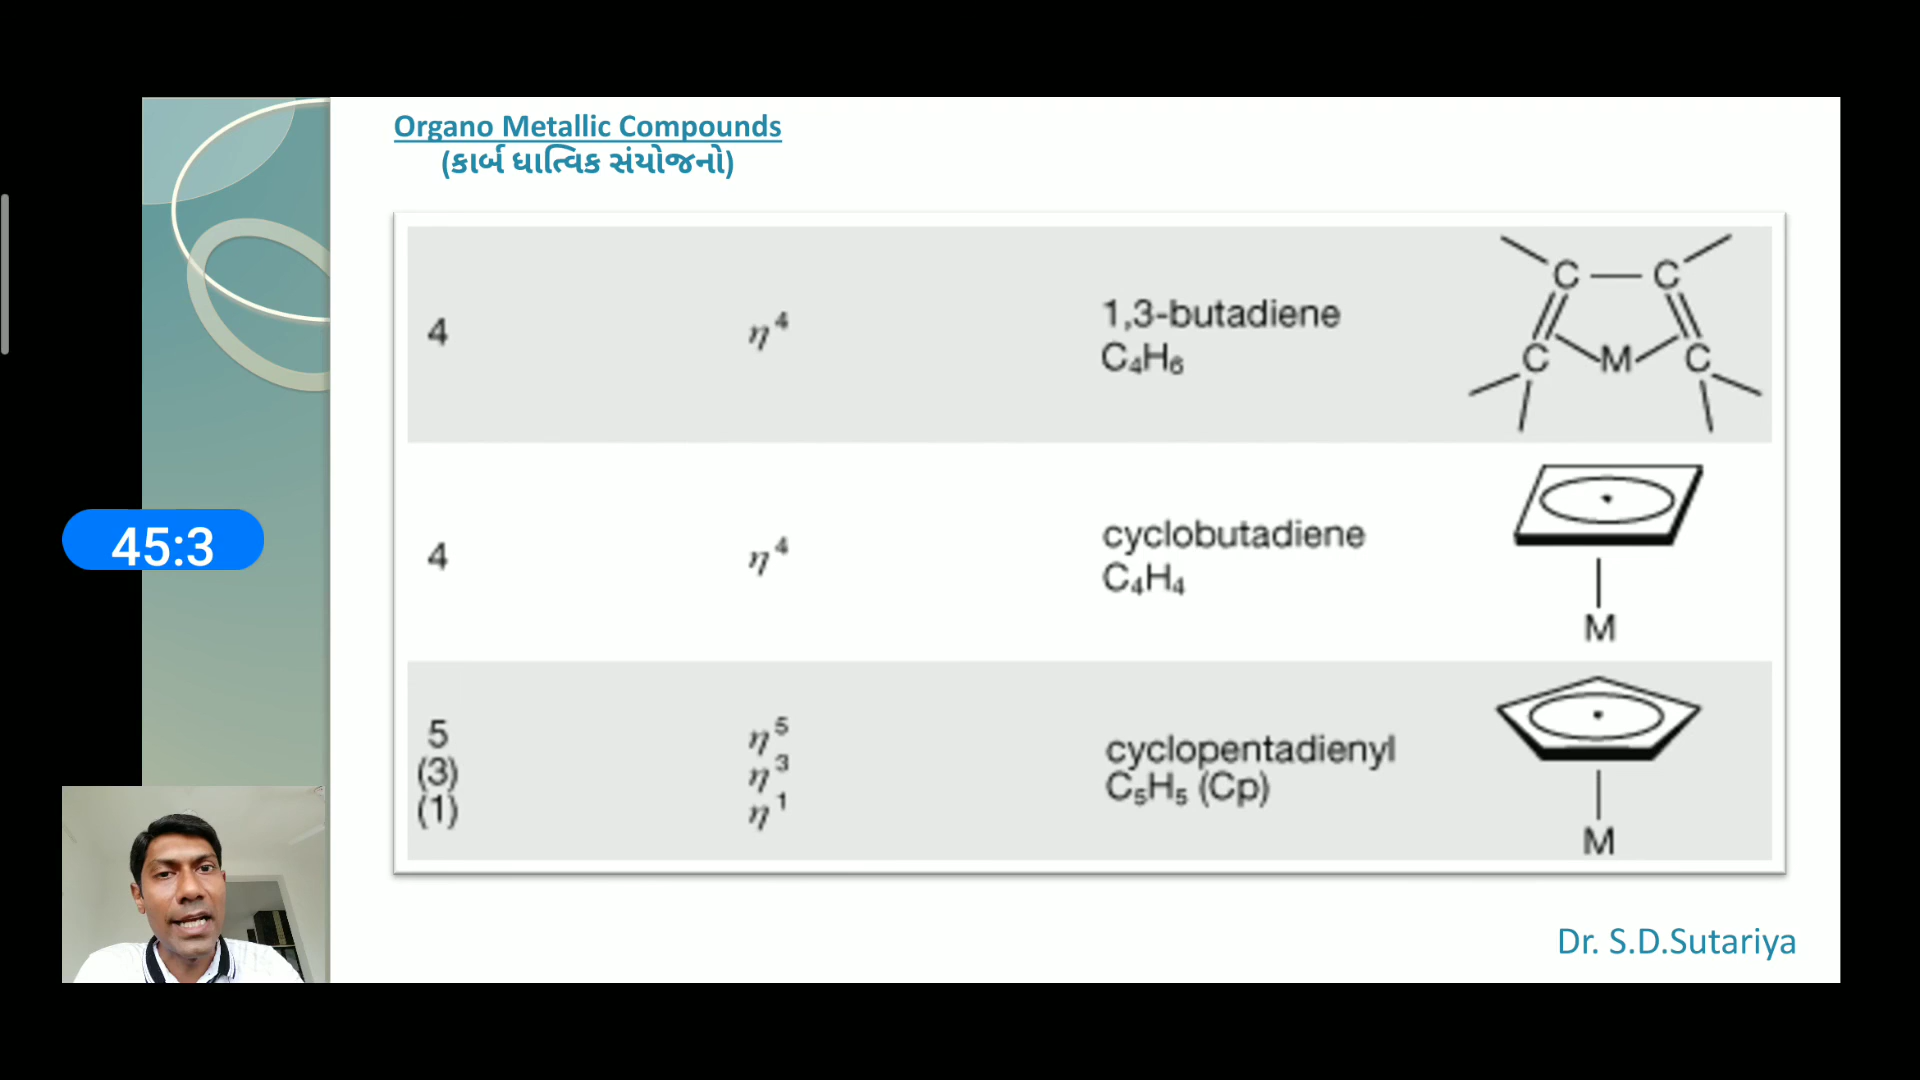 Organo Metallic Compounds
(કાર્બ ધાત્વિક સંયોજનો)
4 η⁴ 1,3-butadiene
C₄H₆
C — C
C M C
4 η⁴ cyclobutadiene
C₄H₄
M
5 η⁵
(3) η³ cyclopentadienyl
(1) η¹ C₅H₅ (Cp)
M
45:3
Dr. S.D.Sutariya